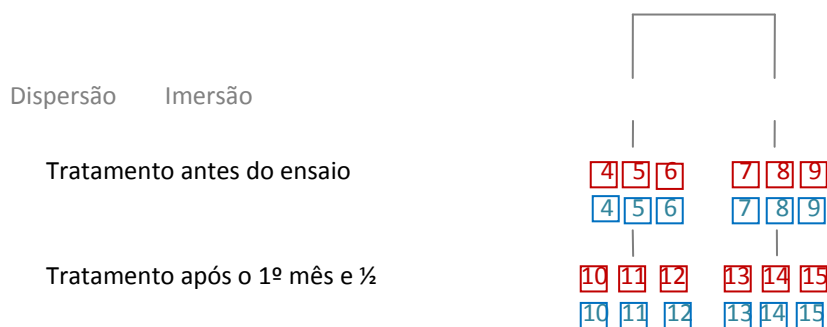 Dispersão Imersão
Tratamento antes do ensaio 4 5 6 7 8 9
4 5 6 7 8 9
Tratamento após o 1º mês e ½ 10 11 12 13 14 15
10 11 12 13 14 15